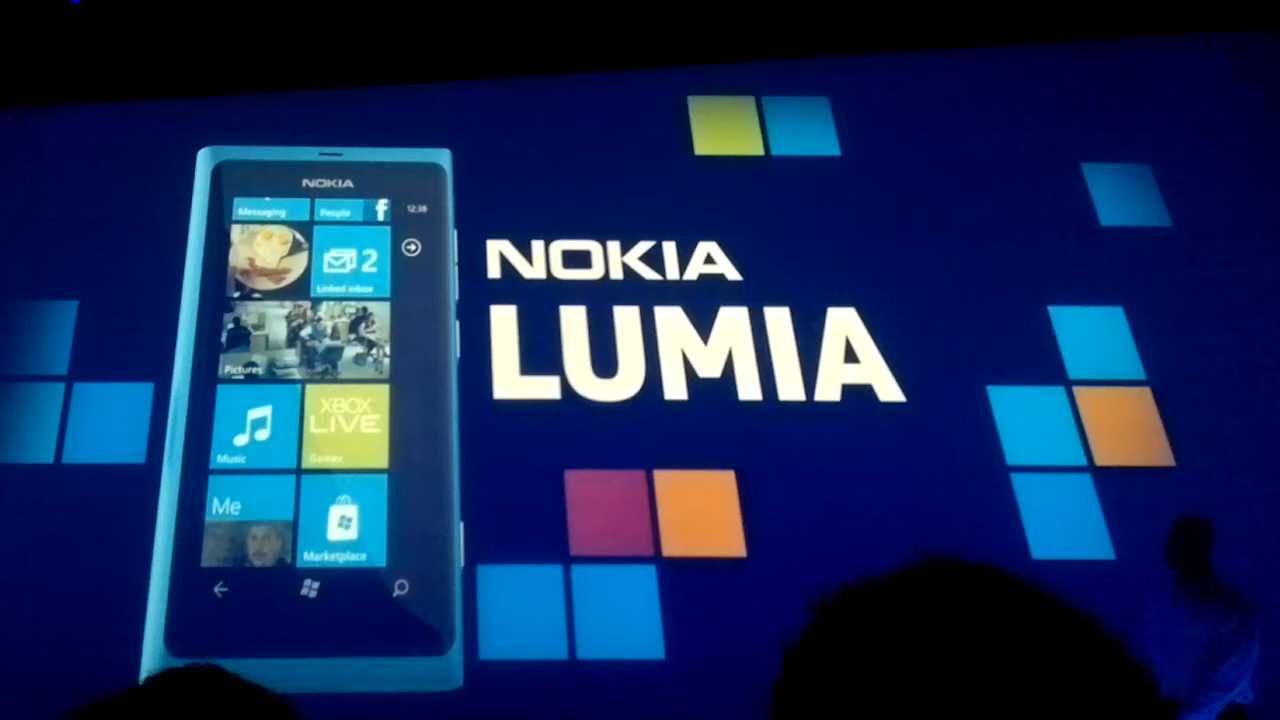 NOKIA
Messaging
People
f
12:38
2
Linked inbox
Pictures
XBOX
LIVE
Music
Games
Me
Marketplace
NOKIA
LUMIA